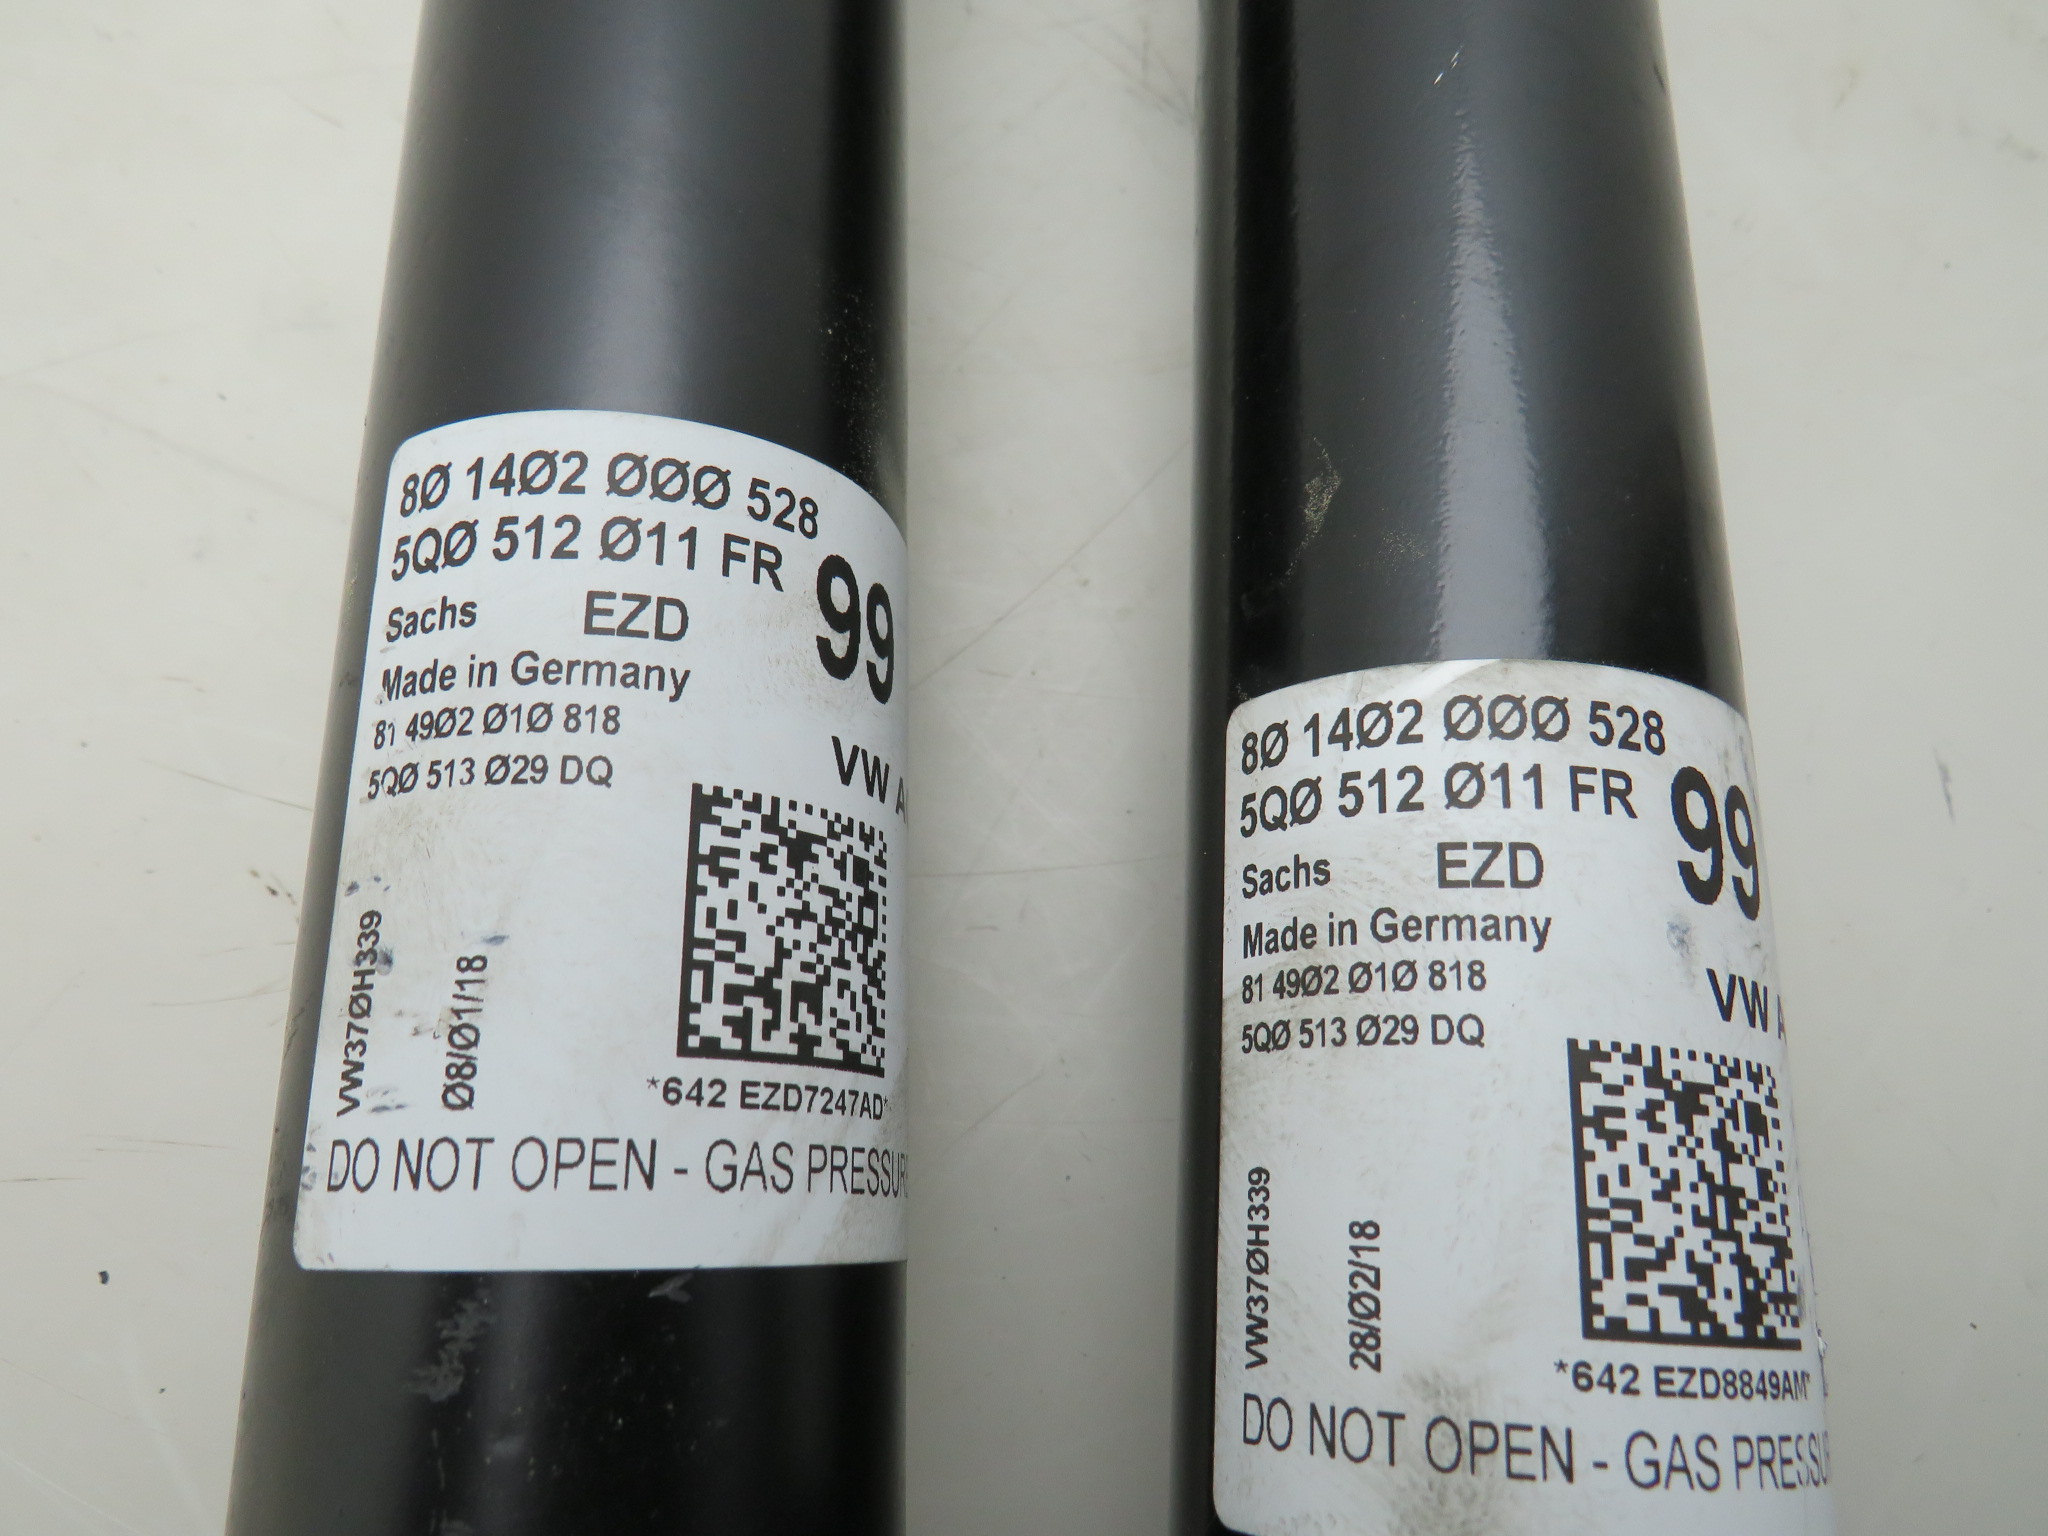 8Ø 14Ø2 ØØØ 528
5QØ 512 Ø11 FR
99
Sachs EZD
Made in Germany
81 49Ø2 Ø1Ø 818
5QØ 513 Ø29 DQ
VW
VW37ØH339
Ø8/Ø1/18
*642 EZD7247AD*
DO NOT OPEN - GAS PRESSURE
8Ø 14Ø2 ØØØ 528
5QØ 512 Ø11 FR
99
Sachs EZD
Made in Germany
81 49Ø2 Ø1Ø 818
5QØ 513 Ø29 DQ
VW
VW37ØH339
28/Ø2/18
*642 EZD8849AM*
DO NOT OPEN - GAS PRESSU